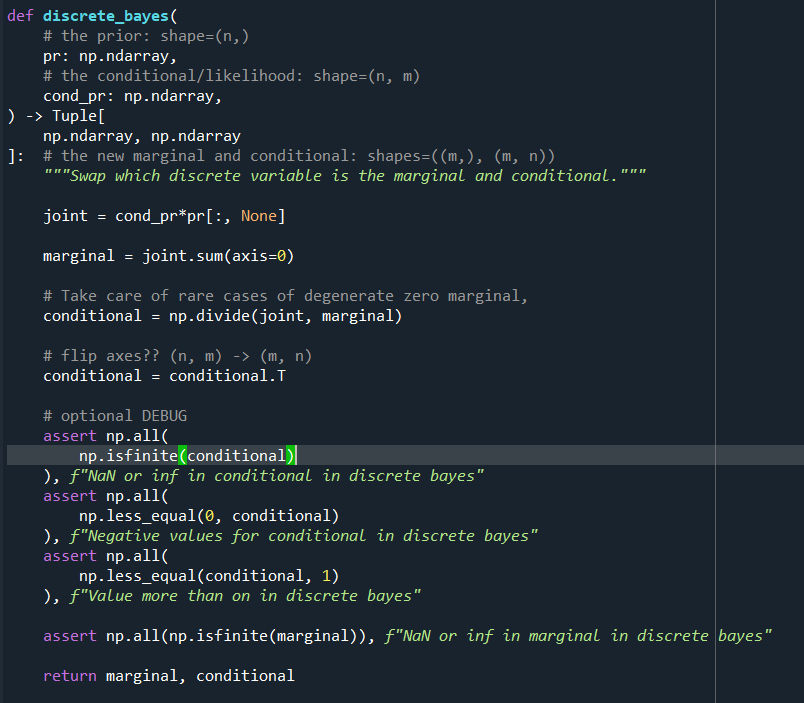 def discrete_bayes(
    # the prior: shape=(n,)
    pr: np.ndarray,
    # the conditional/likelihood: shape=(n, m)
    cond_pr: np.ndarray,
) -> Tuple[
    np.ndarray, np.ndarray
]:  # the new marginal and conditional: shapes=((m,), (m, n))
    """Swap which discrete variable is the marginal and conditional."""

    joint = cond_pr*pr[:, None]

    marginal = joint.sum(axis=0)

    # Take care of rare cases of degenerate zero marginal,
    conditional = np.divide(joint, marginal)

    # flip axes?? (n, m) -> (m, n)
    conditional = conditional.T

    # optional DEBUG
    assert np.all(
        np.isfinite(conditional)
    ), f"NaN or inf in conditional in discrete bayes"
    assert np.all(
        np.less_equal(0, conditional)
    ), f"Negative values for conditional in discrete bayes"
    assert np.all(
        np.less_equal(conditional, 1)
    ), f"Value more than on in discrete bayes"

    assert np.all(np.isfinite(marginal)), f"NaN or inf in marginal in discrete bayes"

    return marginal, conditional